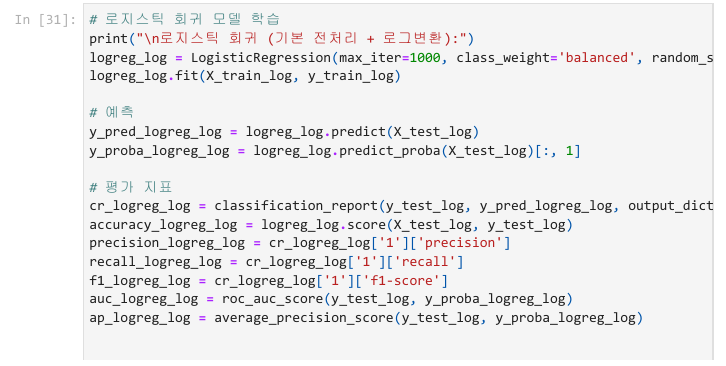 In [31]:
# 로지스틱 회귀 모델 학습
print("\n로지스틱 회귀 (기본 전처리 + 로그변환):")
logreg_log = LogisticRegression(max_iter=1000, class_weight='balanced', random_s
logreg_log.fit(X_train_log, y_train_log)
# 예측
y_pred_logreg_log = logreg_log.predict(X_test_log)
y_proba_logreg_log = logreg_log.predict_proba(X_test_log)[:, 1]
# 평가 지표
cr_logreg_log = classification_report(y_test_log, y_pred_logreg_log, output_dict
accuracy_logreg_log = logreg_log.score(X_test_log, y_test_log)
precision_logreg_log = cr_logreg_log['1']['precision']
recall_logreg_log = cr_logreg_log['1']['recall']
f1_logreg_log = cr_logreg_log['1']['f1-score']
auc_logreg_log = roc_auc_score(y_test_log, y_proba_logreg_log)
ap_logreg_log = average_precision_score(y_test_log, y_proba_logreg_log)